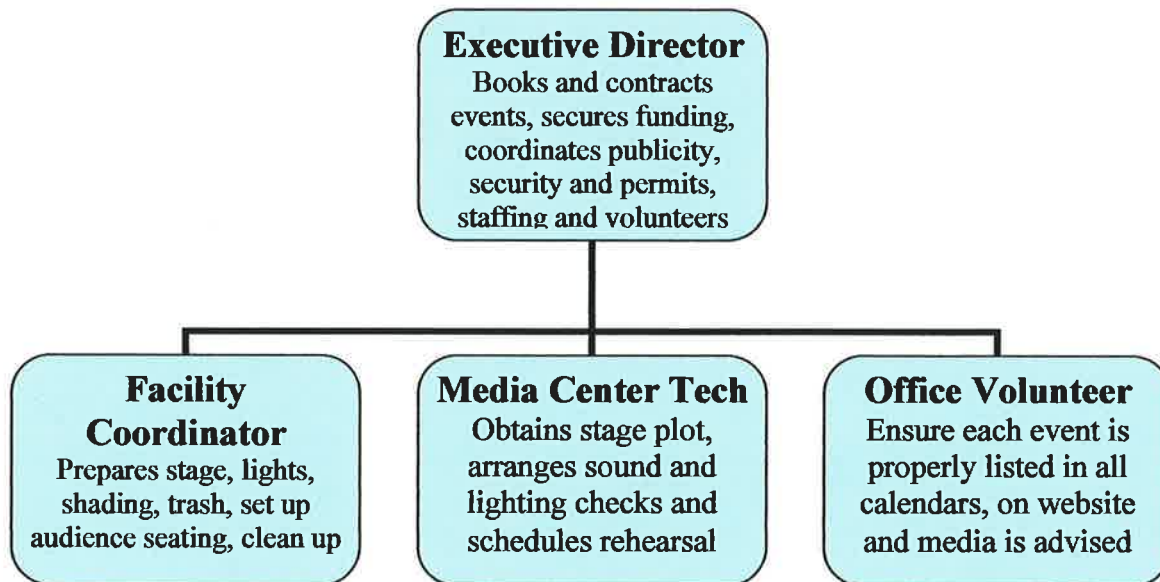 Executive Director
Books and contracts
events, secures funding,
coordinates publicity,
security and permits,
staffing and volunteers
Facility
Coordinator
Prepares stage, lights,
shading, trash, set up
audience seating, clean up
Media Center Tech
Obtains stage plot,
arranges sound and
lighting checks and
schedules rehearsal
Office Volunteer
Ensure each event is
properly listed in all
calendars, on website
and media is advised